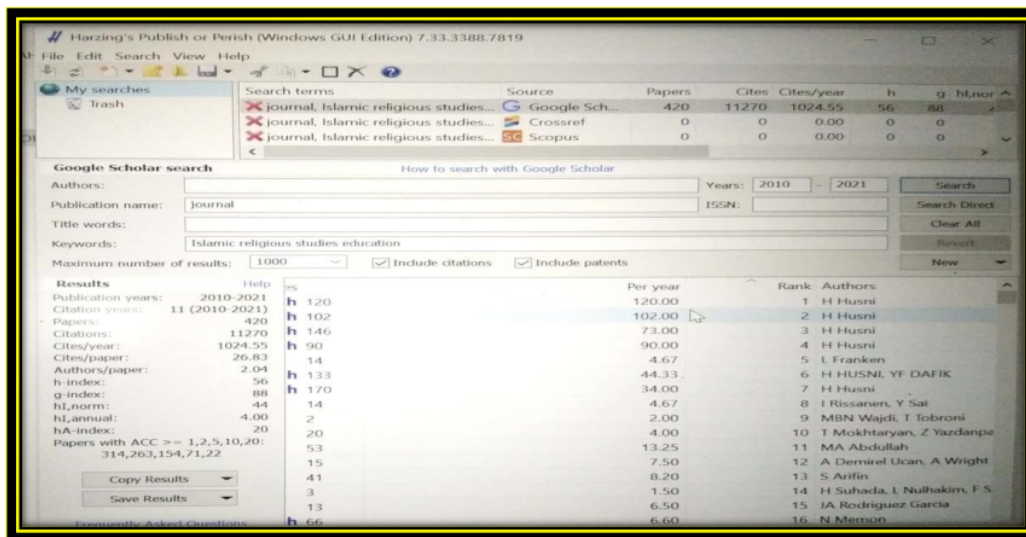 Harzing's Publish or Perish (Windows GUI Edition) 7.33.3388.7819
File Edit Search View Help
My searches
Trash
Search terms Source Papers Cites Cites/year h g hI,nor
journal, Islamic religious studies... Google Sch... 420 11270 1024.55 56 88
journal, Islamic religious studies... Crossref 0 0 0.00 0 0
journal, Islamic religious studies... Scopus 0 0 0.00 0 0
Google Scholar search How to search with Google Scholar
Authors: Years: 2010 - 2021 Search
Publication name: journal ISSN: Search Direct
Title words: Clear All
Keywords: Islamic religious studies education Revert
Maximum number of results: 1000 Include citations Include patents New
Results Help
Publication years: 2010-2021
Citation years: 11 (2010-2021)
Papers: 420
Citations: 11270
Cites/year: 1024.55
Cites/paper: 26.83
Authors/paper: 2.04
h-index: 56
g-index: 88
hI,norm: 44
hI,annual: 4.00
hA-index: 20
Papers with ACC >= 1,2,5,10,20:
314,263,154,71,22
Copy Results
Save Results
Frequently Asked Questions
es Per year Rank Authors
h 120 120.00 1 H Husni
h 102 102.00 2 H Husni
h 146 73.00 3 H Husni
h 90 90.00 4 H Husni
14 4.67 5 L Franken
h 133 44.33 6 H HUSNI, YF DAFIK
h 170 34.00 7 H Husni
14 4.67 8 I Rissanen, Y Sai
2 2.00 9 MBN Wajdi, T Tobroni
20 4.00 10 T Mokhtaryan, Z Yazdanpa
53 13.25 11 MA Abdullah
15 7.50 12 A Demirel Ucan, A Wright
41 8.20 13 S Arifin
3 1.50 14 H Suhada, L Nulhakim, F S
13 6.50 15 JA Rodriguez Garcia
h 66 6.60 16 N Memon